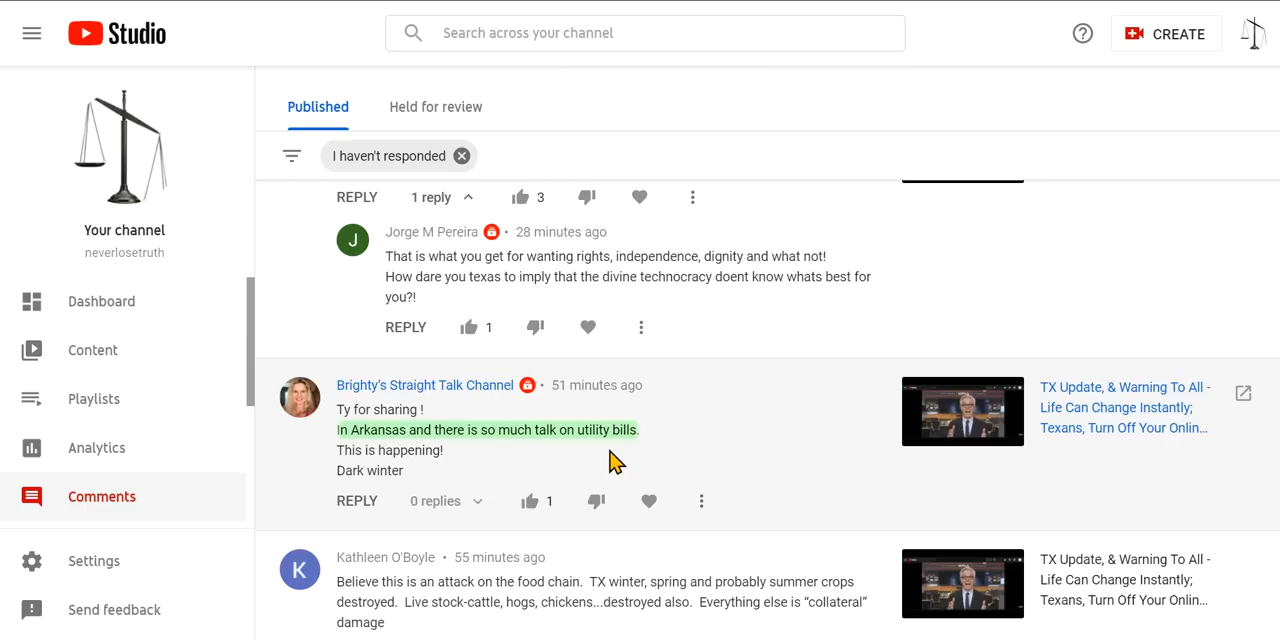 Studio
Search across your channel
CREATE
Your channel
neverlosetruth
Dashboard
Content
Playlists
Analytics
Comments
Settings
Send feedback
Published
Held for review
I haven't responded
REPLY
1 reply
3
J
Jorge M Pereira • 28 minutes ago
That is what you get for wanting rights, independence, dignity and what not!
How dare you texas to imply that the divine technocracy doent know whats best for
you?!
REPLY
1
Brighty's Straight Talk Channel • 51 minutes ago
Ty for sharing !
In Arkansas and there is so much talk on utility bills.
This is happening!
Dark winter
REPLY
0 replies
1
TX Update, & Warning To All -
Life Can Change Instantly;
Texans, Turn Off Your Onlin...
K
Kathleen O'Boyle • 55 minutes ago
Believe this is an attack on the food chain. TX winter, spring and probably summer crops
destroyed. Live stock-cattle, hogs, chickens...destroyed also. Everything else is “collateral”
damage
TX Update, & Warning To All -
Life Can Change Instantly;
Texans, Turn Off Your Onlin...